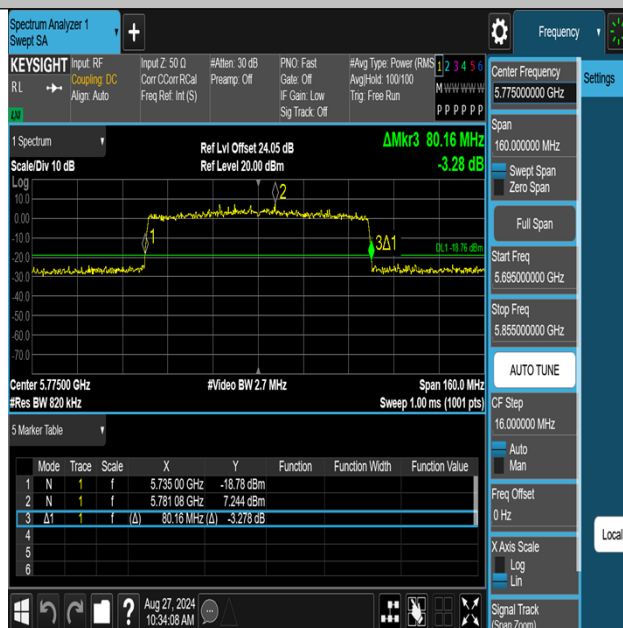 Spectrum Analyzer 1
Swept SA
+
Frequency
KEYSIGHT
RL
Input: RF
Coupling: DC
Align: Auto
Input Z: 50 Ω
Corr CCorr RCal
Freq Ref: Int (S)
#Atten: 30 dB
Preamp: Off
PNO: Fast
Gate: Off
IF Gain: Low
Sig Track: Off
#Avg Type: Power (RMS
Avg|Hold: 100/100
Trig: Free Run
1 2 3 4 5 6
M W W W W W
P P P P P P
LXI
1 Spectrum
Scale/Div 10 dB
Ref Lvl Offset 24.05 dB
Ref Level 20.00 dBm
ΔMkr3 80.16 MHz
-3.28 dB
Log
10.0
0.00
-10.0
-20.0
-30.0
-40.0
-50.0
-60.0
-70.0
2
1
3Δ1
DL1 -18.76 dBm
Center 5.77500 GHz
#Res BW 820 kHz
#Video BW 2.7 MHz
Span 160.0 MHz
Sweep 1.00 ms (1001 pts)
5 Marker Table
Mode Trace Scale X Y Function Function Width Function Value
1 N 1 f 5.735 00 GHz -18.78 dBm
2 N 1 f 5.781 08 GHz 7.244 dBm
3 Δ1 1 f (Δ) 80.16 MHz (Δ) -3.278 dB
4
5
6
Aug 27, 2024
10:34:08 AM
?
Center Frequency
5.775000000 GHz
Settings
Span
160.000000 MHz
Swept Span
Zero Span
Full Span
Start Freq
5.695000000 GHz
Stop Freq
5.855000000 GHz
AUTO TUNE
CF Step
16.000000 MHz
Auto
Man
Freq Offset
0 Hz
Local
X Axis Scale
Log
Lin
Signal Track
(Span Zoom)